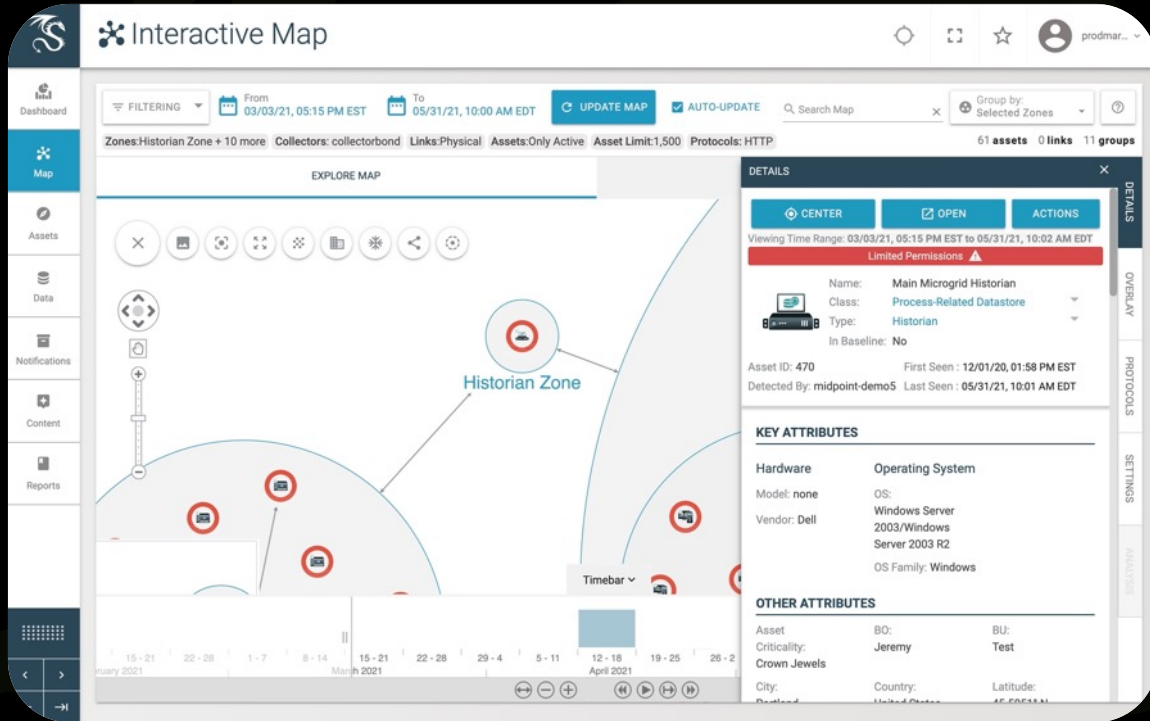 Interactive Map
prodmar...
Dashboard
Map
Assets
Data
Notifications
Content
Reports
FILTERING
From
03/03/21, 05:15 PM EST
To
05/31/21, 10:00 AM EDT
UPDATE MAP
AUTO-UPDATE
Search Map
Group by:
Selected Zones
Zones:Historian Zone + 10 more Collectors: collectorbond Links:Physical Assets:Only Active Asset Limit:1,500 Protocols: HTTP
61 assets 0 links 11 groups
EXPLORE MAP
Historian Zone
Timebar
15 - 21 22 - 28 1 - 7 8 - 14 15 - 21 22 - 28 29 - 4 5 - 11 12 - 18 19 - 25 26 - 2
ruary 2021 March 2021 April 2021
DETAILS
CENTER
OPEN
ACTIONS
Viewing Time Range: 03/03/21, 05:15 PM EST to 05/31/21, 10:02 AM EDT
Limited Permissions
Name: Main Microgrid Historian
Class: Process-Related Datastore
Type: Historian
In Baseline: No
Asset ID: 470 First Seen : 12/01/20, 01:58 PM EST
Detected By: midpoint-demo5 Last Seen : 05/31/21, 10:01 AM EDT
KEY ATTRIBUTES
Hardware Operating System
Model: none
Vendor: Dell
OS:
Windows Server
2003/Windows
Server 2003 R2
OS Family: Windows
OTHER ATTRIBUTES
Asset
Criticality:
Crown Jewels
BO:
Jeremy
BU:
Test
City:
Country:
Latitude:
DETAILS
OVERLAY
PROTOCOLS
SETTINGS
ANALYSIS